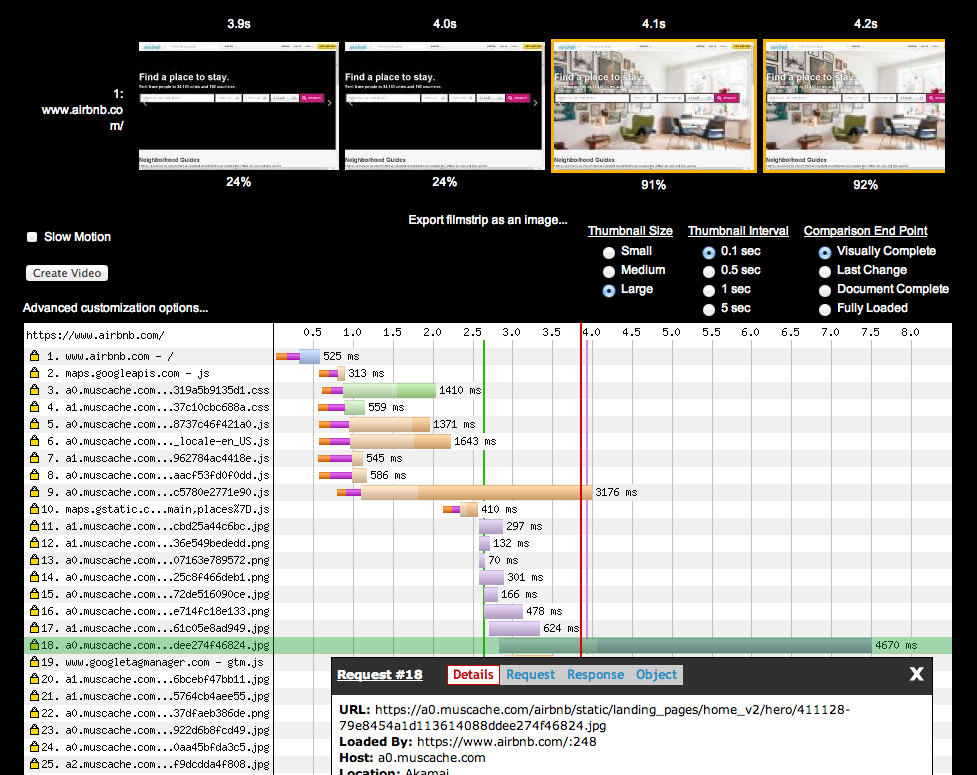 3.9s 4.0s 4.1s 4.2s
Find a place to stay.
Find a place to stay.
Find a place to stay.
Find a place to stay.
1:
www.airbnb.co
m/
Neighborhood Guides
Neighborhood Guides
Neighborhood Guides
Neighborhood Guides
24% 24% 91% 92%
Export filmstrip as an image...
Slow Motion
Create Video
Advanced customization options...
Thumbnail Size
Small
Medium
Large
Thumbnail Interval
0.1 sec
0.5 sec
1 sec
5 sec
Comparison End Point
Visually Complete
Last Change
Document Complete
Fully Loaded
https://www.airbnb.com/ 0.5 1.0 1.5 2.0 2.5 3.0 3.5 4.0 4.5 5.0 5.5 6.0 6.5 7.0 7.5 8.0
1. www.airbnb.com - / 525 ms
2. maps.googleapis.com - js 313 ms
3. a0.muscache.com...319a5b9135d1.css 1410 ms
4. a1.muscache.com...37c10cbc688a.css 559 ms
5. a0.muscache.com...8737c46f421a0.js 1371 ms
6. a0.muscache.com..._locale-en_US.js 1643 ms
7. a1.muscache.com...962784ac4418e.js 545 ms
8. a0.muscache.com...aacf53fd0f0dd.js 586 ms
9. a0.muscache.com...c5780e2771e90.js 3176 ms
10. maps.gstatic.c...main,places%7D.js 410 ms
11. a1.muscache.com...cbd25a44c6bc.jpg 297 ms
12. a1.muscache.com...36e549bededd.png 132 ms
13. a0.muscache.com...07163e789572.png 70 ms
14. a0.muscache.com...25c8f466deb1.png 301 ms
15. a0.muscache.com...72de516090ce.jpg 166 ms
16. a0.muscache.com...e714fc18e133.png 478 ms
17. a1.muscache.com...61c05e8ad949.jpg 624 ms
18. a0.muscache.com...dee274f46824.jpg 4670 ms
19. www.googletagmanager.com - gtm.js
20. a1.muscache.com...6bcebf47bb11.jpg
21. a1.muscache.com...5764cb4aee55.jpg
22. a0.muscache.com...37dfaeb386de.png
23. a0.muscache.com...922d6b8fcd49.jpg
24. a0.muscache.com...0aa45bfda3c5.jpg
25. a2.muscache.com...f9dcdda4f808.jpg
Request #18 Details Request Response Object X
URL: https://a0.muscache.com/airbnb/static/landing_pages/home_v2/hero/411128-
79e8454a1d113614088ddee274f46824.jpg
Loaded By: https://www.airbnb.com/:248
Host: a0.muscache.com
Location: Akamai